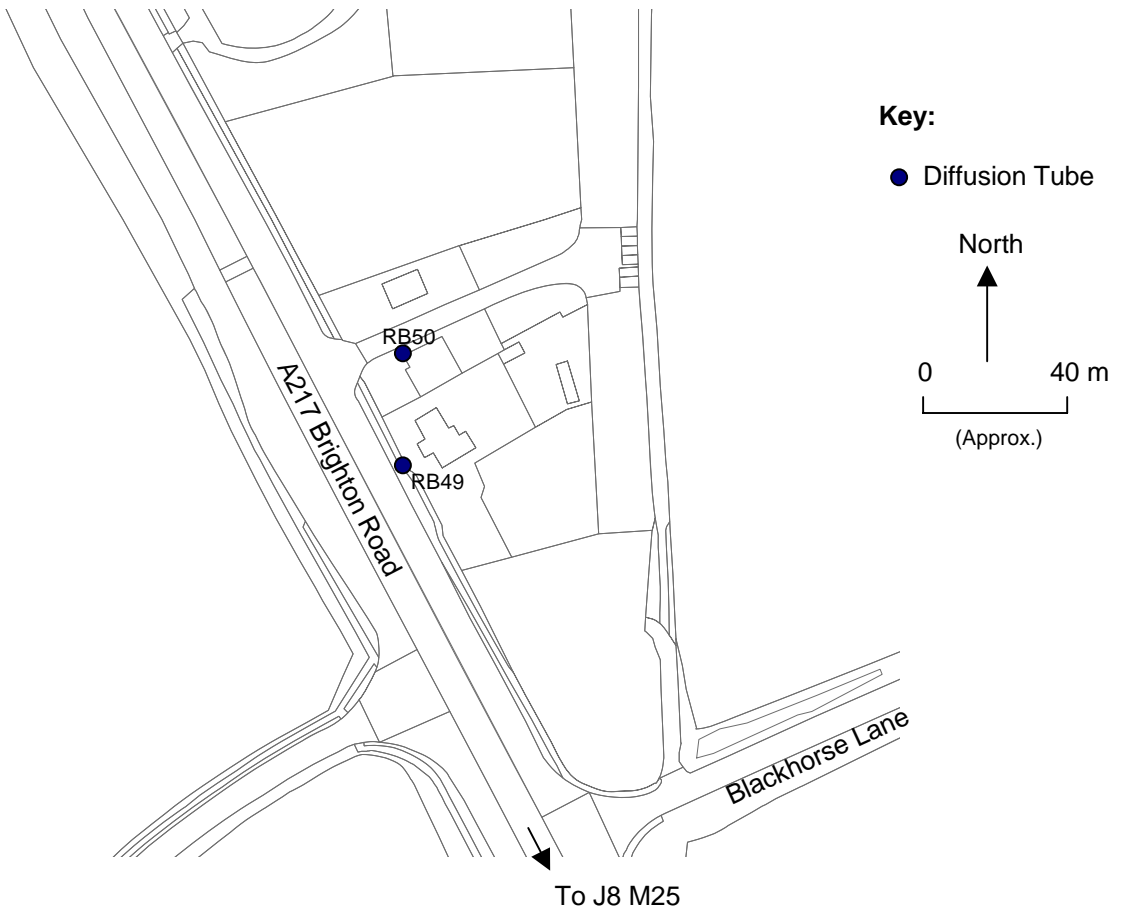 Key:
Diffusion Tube
North
0 40 m
(Approx.)
RB50
A217 Brighton Road
RB49
Blackhorse Lane
To J8 M25